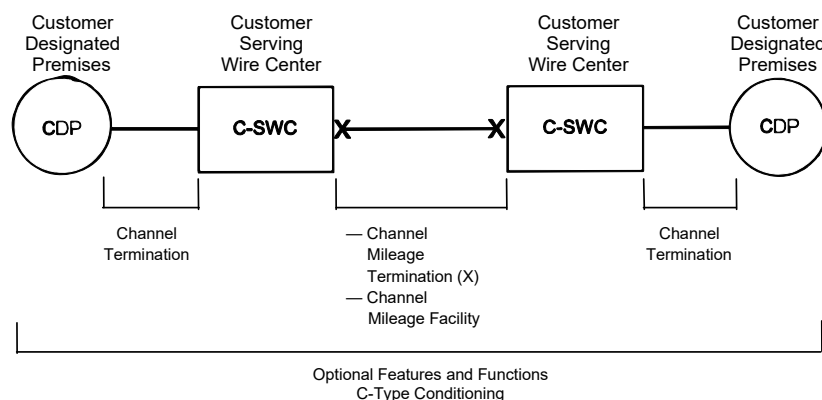 Customer
Designated
Premises
Customer
Serving
Wire Center
Customer
Serving
Wire Center
Customer
Designated
Premises
CDP
C-SWC
X
X
C-SWC
CDP
Channel
Termination
— Channel
Mileage
Termination (X)
— Channel
Mileage Facility
Channel
Termination
Optional Features and Functions
C-Type Conditioning